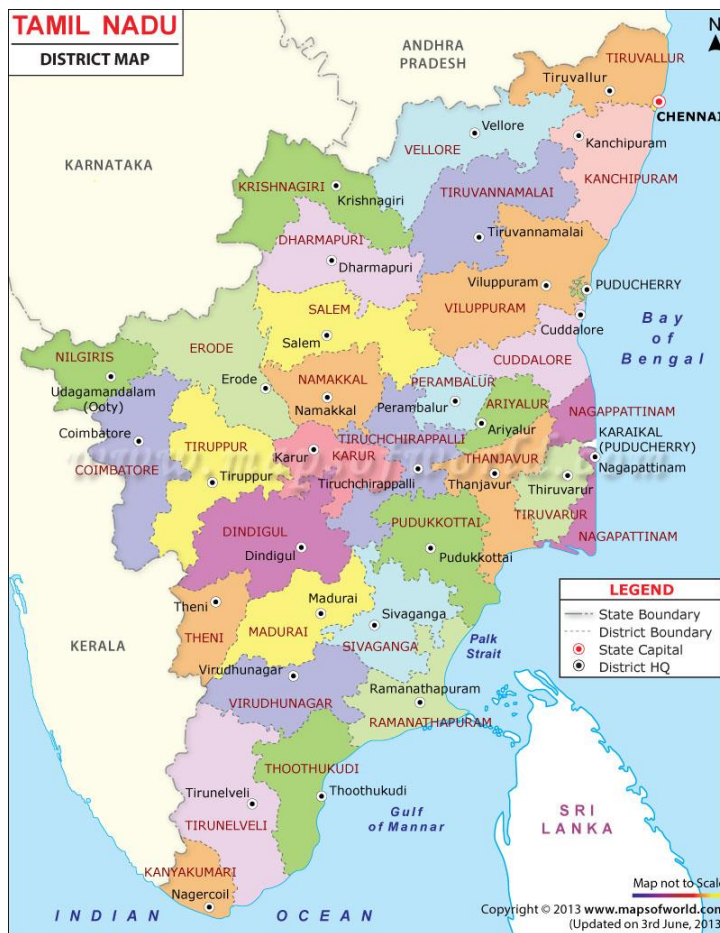 TAMIL NADU
DISTRICT MAP
N
ANDHRA
PRADESH
TIRUVALLUR
Tiruvallur
CHENNAI
Vellore
VELLORE
Kanchipuram
KANCHIPURAM
KARNATAKA
KRISHNAGIRI
Krishnagiri
TIRUVANNAMALAI
Tiruvannamalai
DHARMAPURI
Dharmapuri
Viluppuram
VILUPPURAM
PUDUCHERRY
SALEM
Salem
Cuddalore
CUDDALORE
Bay
of
Bengal
NILGIRIS
Udagamandalam
(Ooty)
ERODE
Erode
NAMAKKAL
Namakkal
PERAMBALUR
Perambalur
ARIYALUR
Ariyalur
NAGAPPATTINAM
KARAIKAL
(PUDUCHERRY)
Nagapattinam
Coimbatore
COIMBATORE
TIRUPPUR
Tiruppur
Karur
KARUR
TIRUCHCHIRAPPALLI
Tiruchchirappalli
THANJAVUR
Thanjavur
Thiruvarur
TIRUVARUR
NAGAPATTINAM
www.mapsofworld.com
DINDIGUL
Dindigul
PUDUKKOTTAI
Pudukkottai
Theni
THENI
Madurai
MADURAI
Sivaganga
SIVAGANGA
KERALA
Palk
Strait
Virudhunagar
VIRUDHUNAGAR
Ramanathapuram
RAMANATHAPURAM
LEGEND
State Boundary
District Boundary
State Capital
District HQ
THOOTHUKUDI
Thoothukudi
Tirunelveli
TIRUNELVELI
Gulf
of Mannar
SRI
LANKA
KANYAKUMARI
Nagercoil
INDIAN OCEAN
Map not to Scale
Copyright © 2013 www.mapsofworld.com
(Updated on 3rd June, 2013)